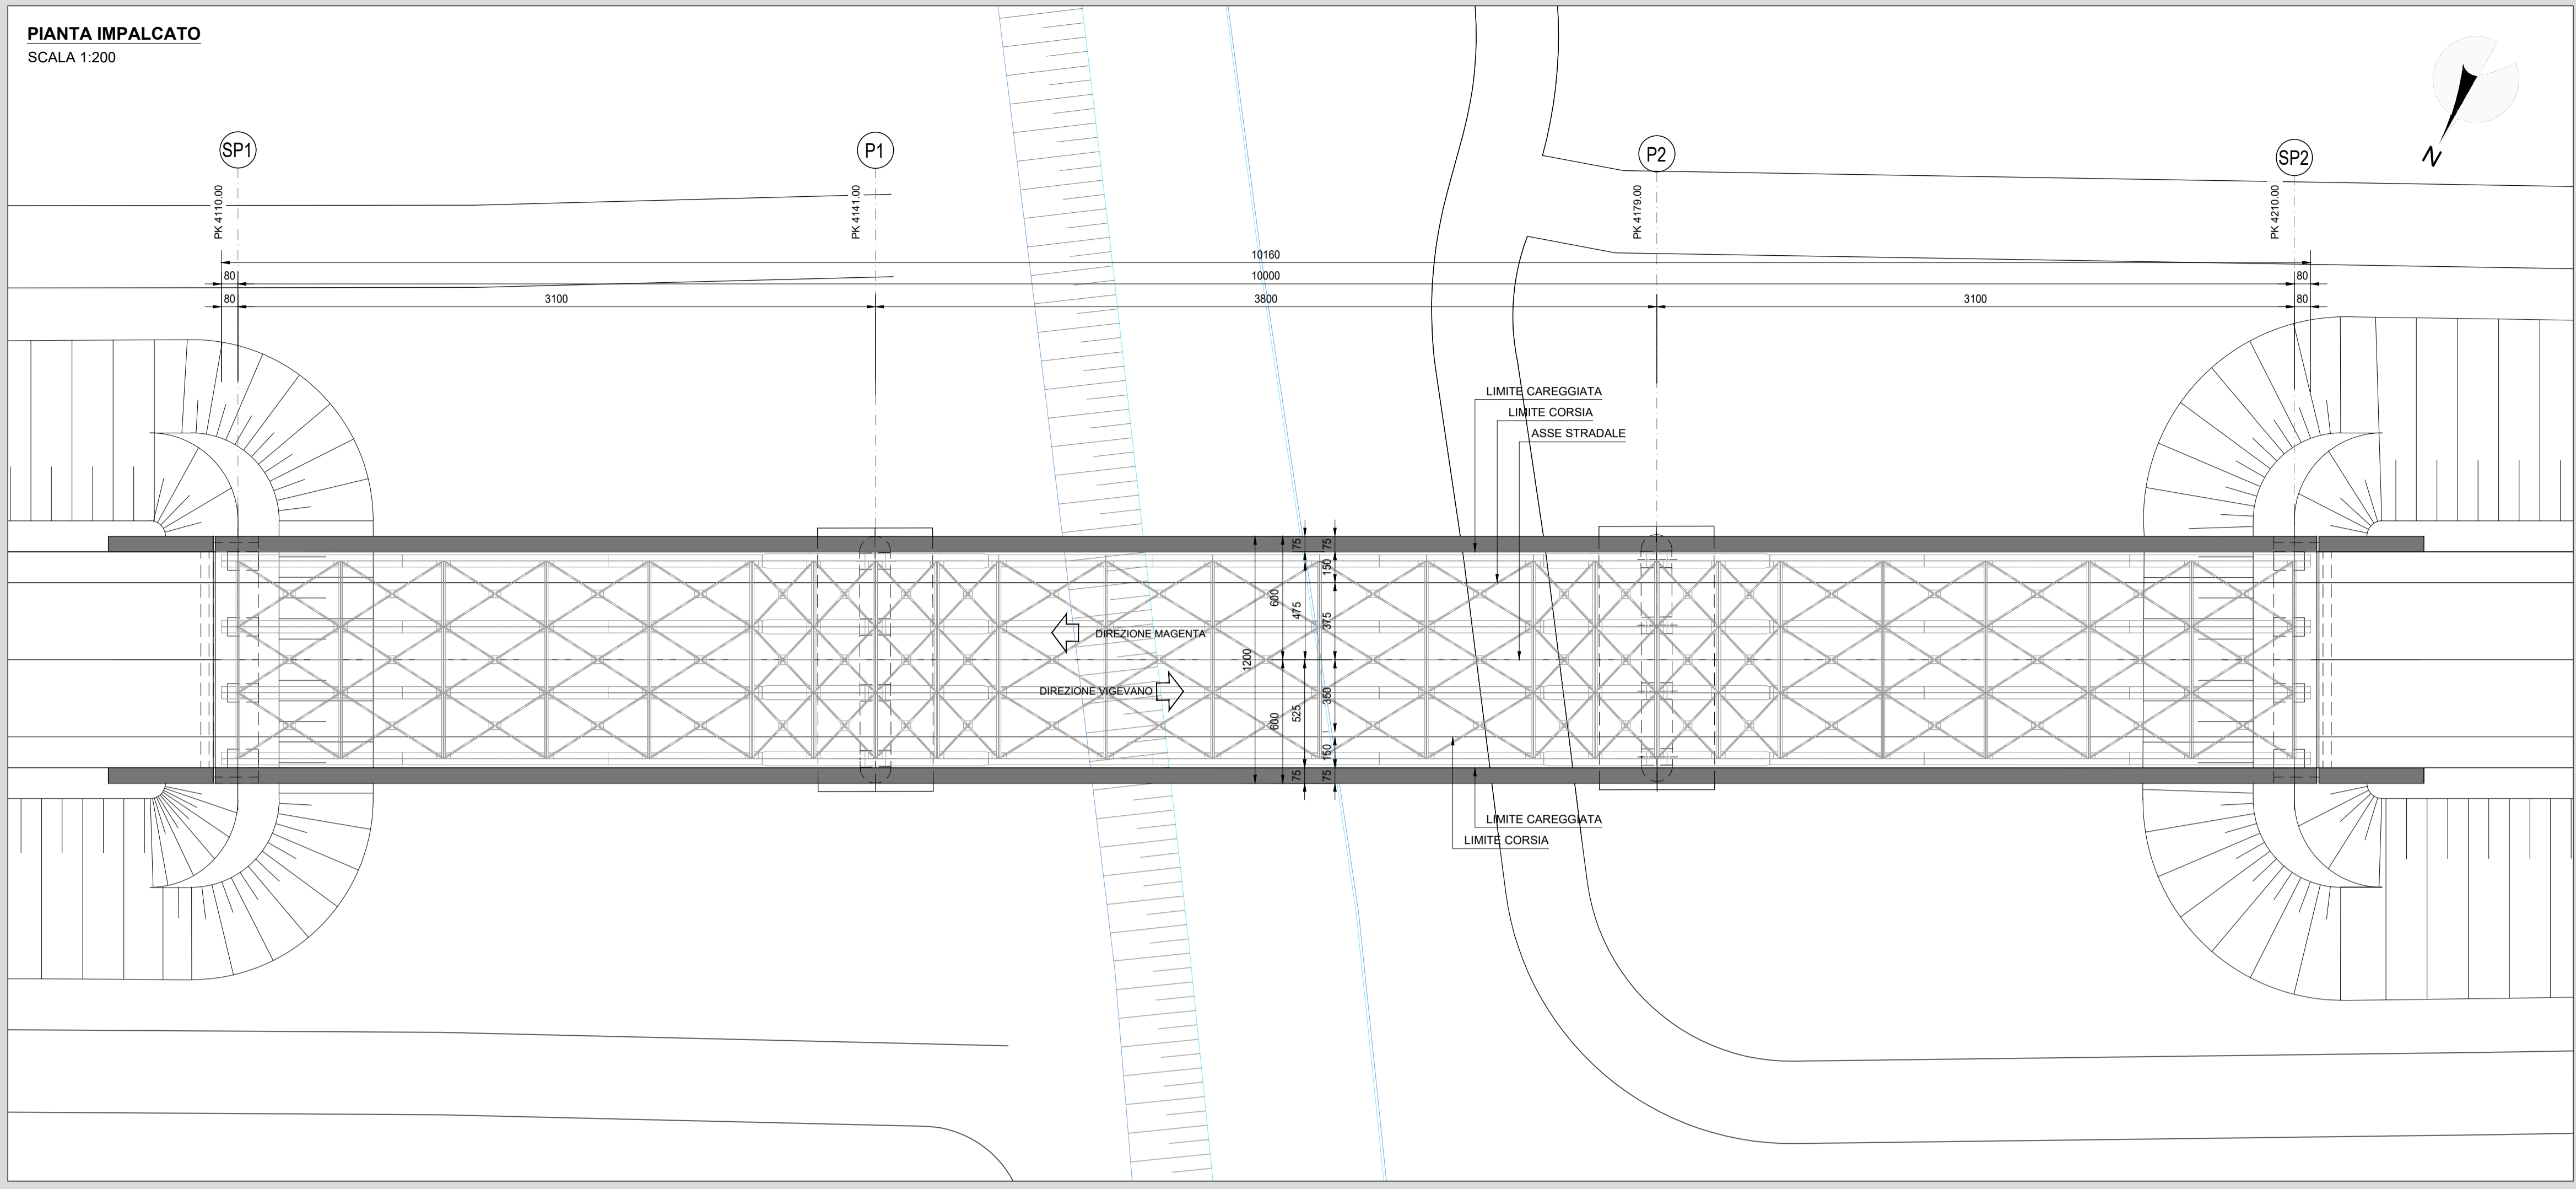 PIANTA IMPALCATO
SCALA 1:200
N
SP1
P1
P2
SP2
PK 4110.00
PK 4141.00
PK 4179.00
PK 4210.00
10160
80
10000
80
80
3100
3800
3100
80
LIMITE CAREGGIATA
LIMITE CORSIA
ASSE STRADALE
75
75
150
600
475
375
DIREZIONE MAGENTA
1200
DIREZIONE VIGEVANO
350
525
600
150
75
75
LIMITE CAREGGIATA
LIMITE CORSIA